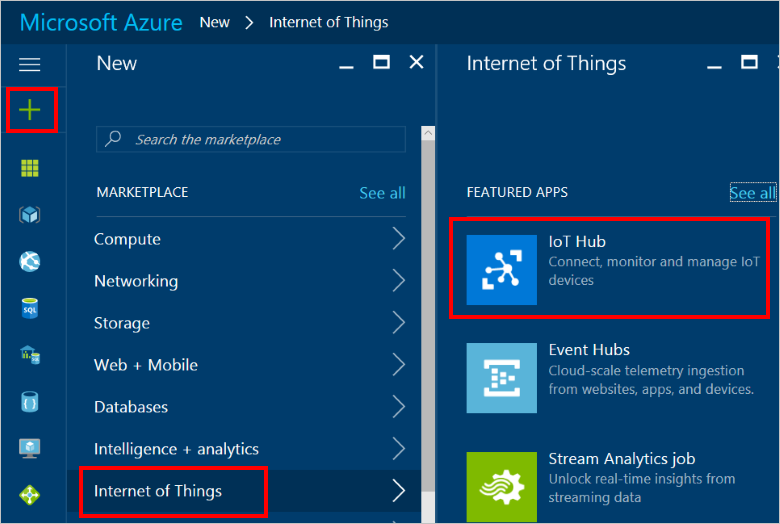 Microsoft Azure New > Internet of Things
New
Search the marketplace
MARKETPLACE See all
Compute
Networking
Storage
Web + Mobile
Databases
Intelligence + analytics
Internet of Things
Internet of Things
FEATURED APPS See all
IoT Hub
Connect, monitor and manage IoT
devices
Event Hubs
Cloud-scale telemetry ingestion
from websites, apps, and devices.
Stream Analytics job
Unlock real-time insights from
streaming data
SQL